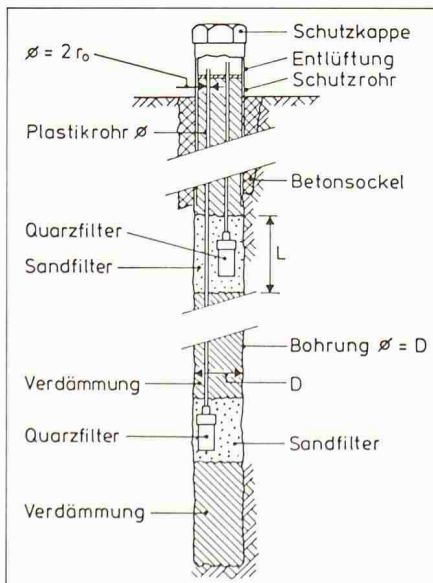 Schutzkappe
Ø = 2 r₀
Entlüftung
Schutzrohr
Plastikrohr Ø
Betonsockel
Quarzfilter
L
Sandfilter
Bohrung Ø = D
Verdämmung
D
Quarzfilter
Sandfilter
Verdämmung